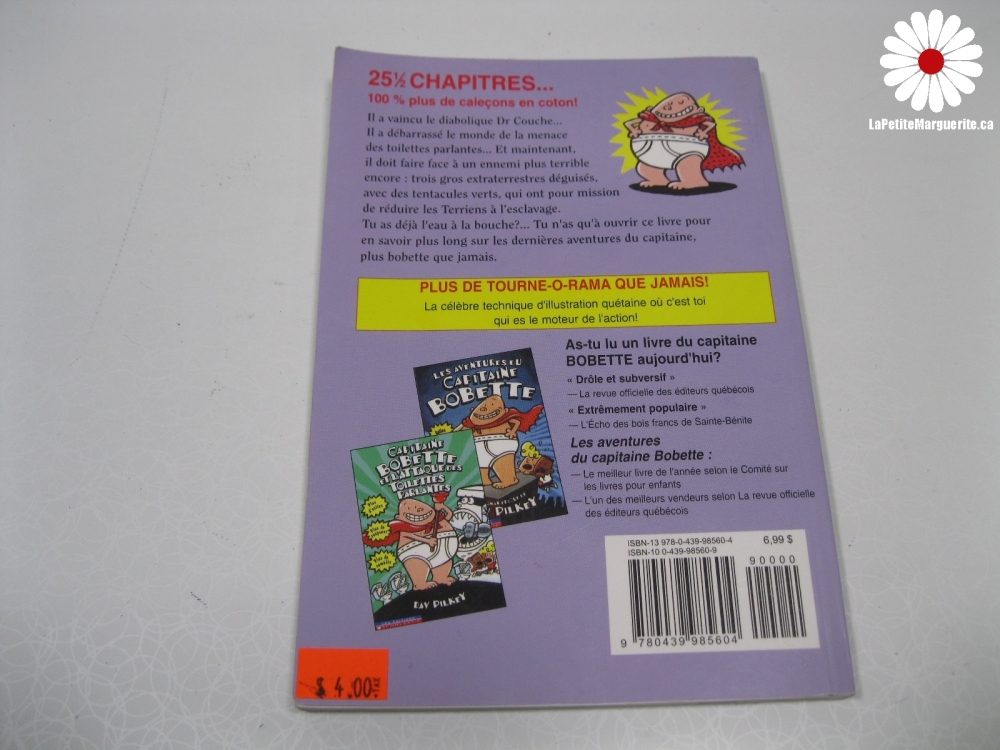 LaPetiteMarguerite.ca
25½ CHAPITRES...
100 % plus de caleçons en coton!
Il a vaincu le diabolique Dr Couche...
Il a débarrassé le monde de la menace
des toilettes parlantes... Et maintenant,
il doit faire face à un ennemi plus terrible
encore : trois gros extraterrestres déguisés,
avec des tentacules verts, qui ont pour mission
de réduire les Terriens à l'esclavage.
Tu as déjà l'eau à la bouche?... Tu n'as qu'à ouvrir ce livre pour
en savoir plus long sur les dernières aventures du capitaine,
plus bobette que jamais.
PLUS DE TOURNE-O-RAMA QUE JAMAIS!
La célèbre technique d'illustration quétaine où c'est toi
qui es le moteur de l'action!
As-tu lu un livre du capitaine
BOBETTE aujourd'hui?
« Drôle et subversif »
— La revue officielle des éditeurs québécois
« Extrêmement populaire »
— L'Écho des bois francs de Sainte-Bénite
Les aventures
du capitaine Bobette :
— Le meilleur livre de l'année selon le Comité sur
les livres pour enfants
— L'un des meilleurs vendeurs selon La revue officielle
des éditeurs québécois
LES AVENTURES DU
CAPITAINE
BOBETTE
PILKEY
CAPITAINE
BOBETTE
ET L'ATTAQUE DES
TOILETTES
PARLANTES
DAV PILKEY
ISBN-13 978-0-439-98560-4
ISBN-10 0-439-98560-9
6,99 $
90000
9 780439 985604
$ 4.00